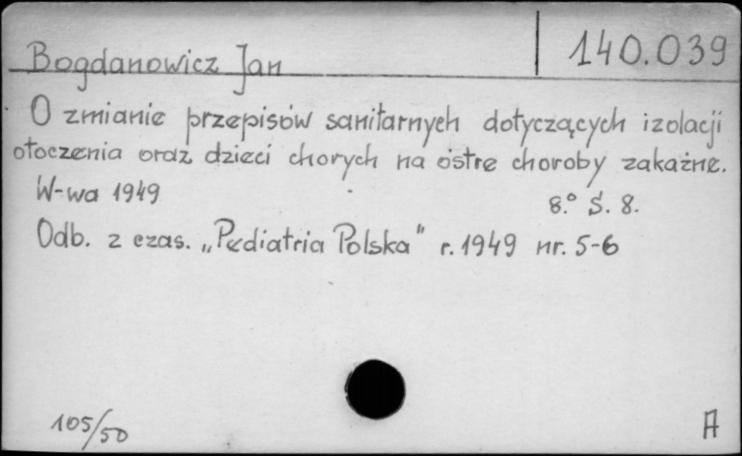 Bogdanowicz Jan
140.039
O zmianie przepisów sanitarnych dotyczących izolacji
otoczenia oraz dzieci chorych na ostre choroby zakaźne.
W-wa 1949
8.° S. 8.
Odb. z czas. „Pediatria Polska" r. 1949 nr. 5-6
105/50
A